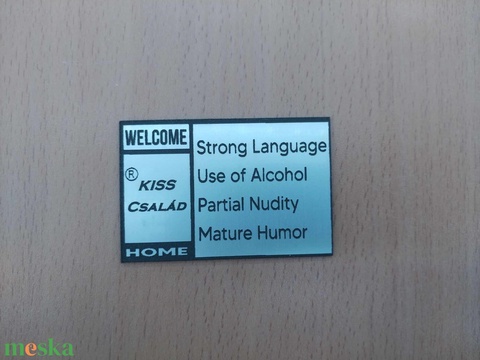 WELCOME
®
KISS
CSALÁD
HOME
Strong Language
Use of Alcohol
Partial Nudity
Mature Humor
meska